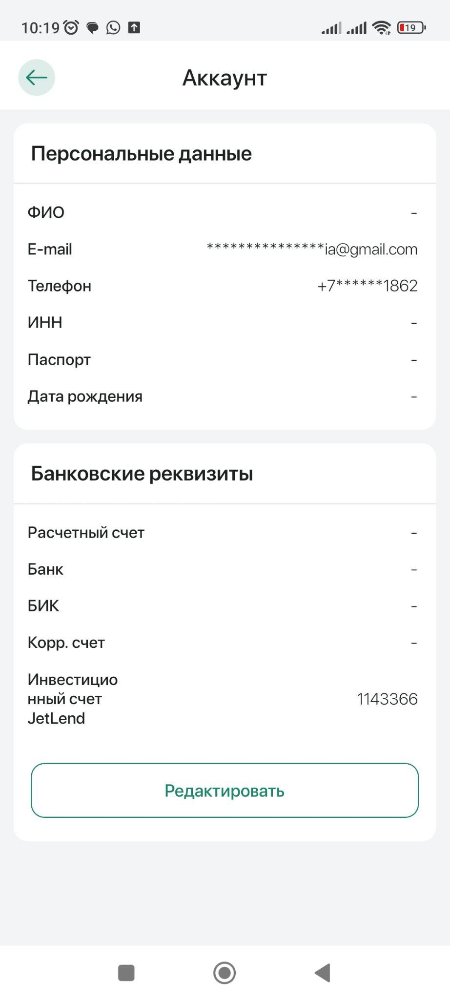 10:19
19
Аккаунт
Персональные данные
ФИО -
E-mail ***************ia@gmail.com
Телефон +7******1862
ИНН -
Паспорт -
Дата рождения -
Банковские реквизиты
Расчетный счет -
Банк -
БИК -
Корр. счет -
Инвестицио
нный счет 1143366
JetLend
Редактировать